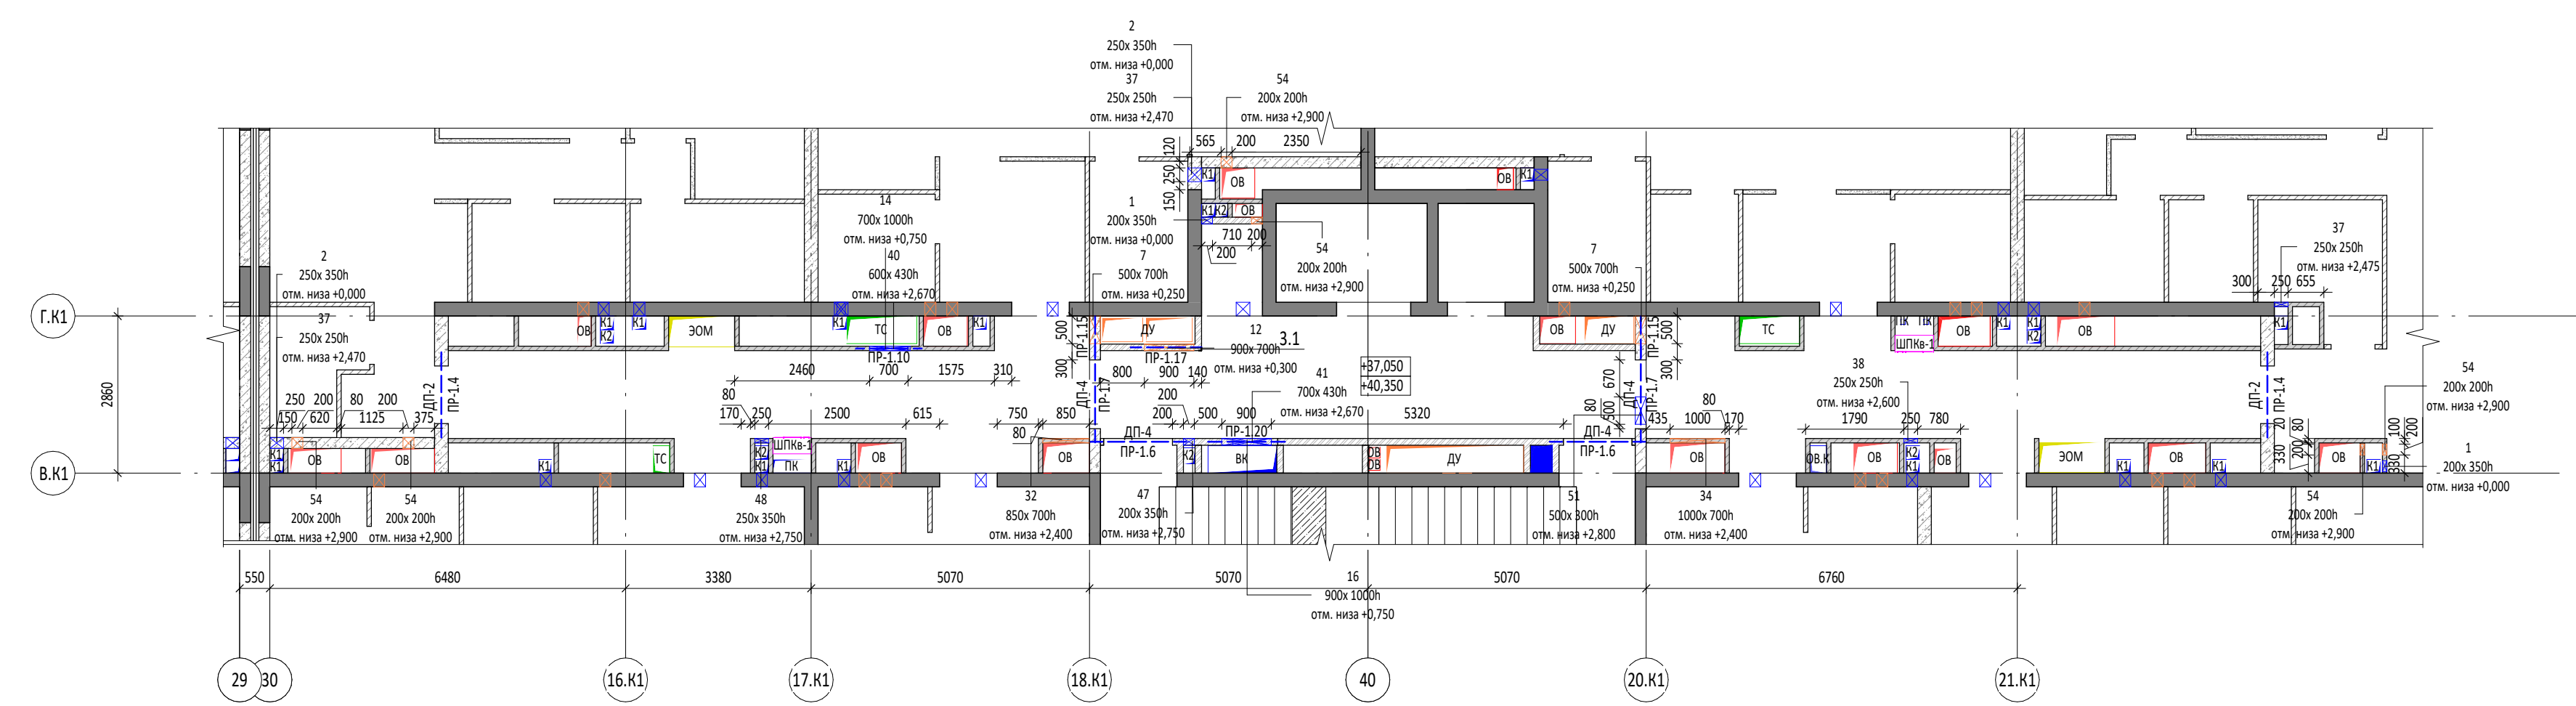 2
250x 350h
отм. низа +0,000
37
250x 250h
отм. низа +2,470
54
200x 200h
отм. низа +2,900
565
200
2350
120
250
150
К1
ОВ
ОВ
К1
К1
К2
ОВ
710
200
200
54
200x 200h
отм. низа +2,900
1
200x 350h
отм. низа +0,000
7
500x 700h
отм. низа +0,250
14
700x 1000h
отм. низа +0,750
40
600x 430h
отм. низа +2,670
2
250x 350h
отм. низа +0,000
37
250x 250h
отм. низа +2,470
7
500x 700h
отм. низа +0,250
37
250x 250h
отм. низа +2,475
300
250
655
Г.К1
ОВ
К1
К2
К1
ЭОМ
К1
ТС
ОВ
К1
ПР-1.10
500
300
ПР-1.15
ДУ
ПР-1.17
12
900x 700h
отм. низа +0,300
3.1
+37,050
+40,350
ОВ
ДУ
ПР-1.15
500
300
ТС
ПК
ПК
ШПКв-1
ОВ
К1
К1
К2
ОВ
К1
2860
ДП-2
ПР-1.4
2460
700
1575
310
ДП-4
ПР-1.7
800
900
140
41
700x 430h
отм. низа +2,670
670
500
ДП-4
ПР-1.7
38
250x 250h
отм. низа +2,600
ДП-2
ПР-1.4
54
200x 200h
отм. низа +2,900
250
200
80
200
150
620
1125
375
80
170
250
2500
615
750
850
80
200
200
500
900
5320
80
435
1000
170
80
1790
250
780
100
200
ДП-4
ПР-1.6
ПР-1.20
ДП-4
ПР-1.6
В.К1
К1
К1
ОВ
ОВ
К1
ТС
К2
К1
ШПКв-1
ПК
К1
ОВ
ОВ
К2
ВК
ОВ
ОВ
ДУ
ОВ
ОВ.К
ОВ
К2
К1
ОВ
ЭОМ
К1
ОВ
К1
330
20
200
80
ОВ
К1
330
1
200x 350h
отм. низа +0,000
54
200x 200h
отм. низа +2,900
54
200x 200h
отм. низа +2,900
48
250x 350h
отм. низа +2,750
32
850x 700h
отм. низа +2,400
47
200x 350h
отм. низа +2,750
51
500x 300h
отм. низа +2,800
34
1000x 700h
отм. низа +2,400
54
200x 200h
отм. низа +2,900
550
6480
3380
5070
5070
16
900x 1000h
отм. низа +0,750
5070
6760
29
30
16.К1
17.К1
18.К1
40
20.К1
21.К1